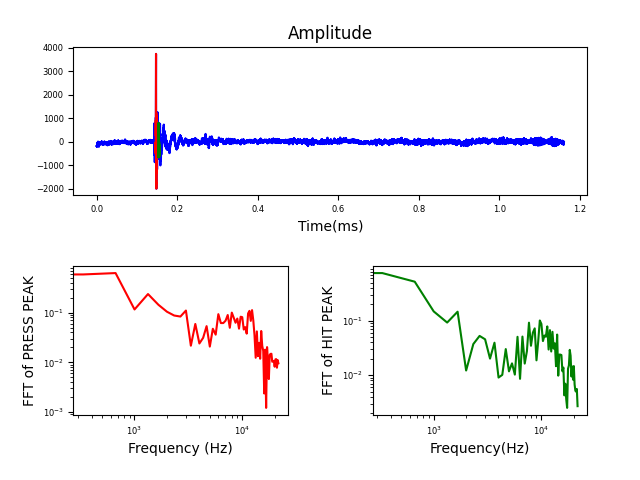 Amplitude
4000
3000
2000
1000
0
−1000
−2000
0.0 0.2 0.4 0.6 0.8 1.0 1.2
Time(ms)
FFT of PRESS PEAK
10⁻¹
10⁻²
10⁻³
10³ 10⁴
Frequency (Hz)
FFT of HIT PEAK
10⁻¹
10⁻²
10³ 10⁴
Frequency(Hz)